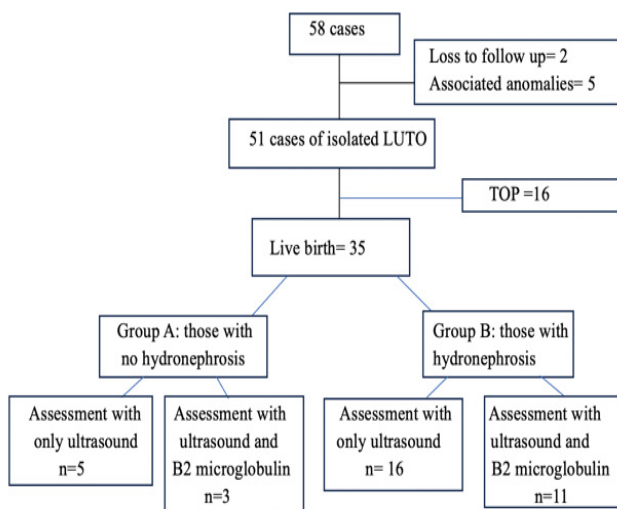 58 cases
Loss to follow up= 2
Associated anomalies= 5
51 cases of isolated LUTO
TOP =16
Live birth= 35
Group A: those with
no hydronephrosis
Group B: those with
hydronephrosis
Assessment with
only ultrasound
n=5
Assessment with
ultrasound and
B2 microglobulin
n=3
Assessment with
only ultrasound
n= 16
Assessment with
ultrasound and
B2 microglobulin
n=11